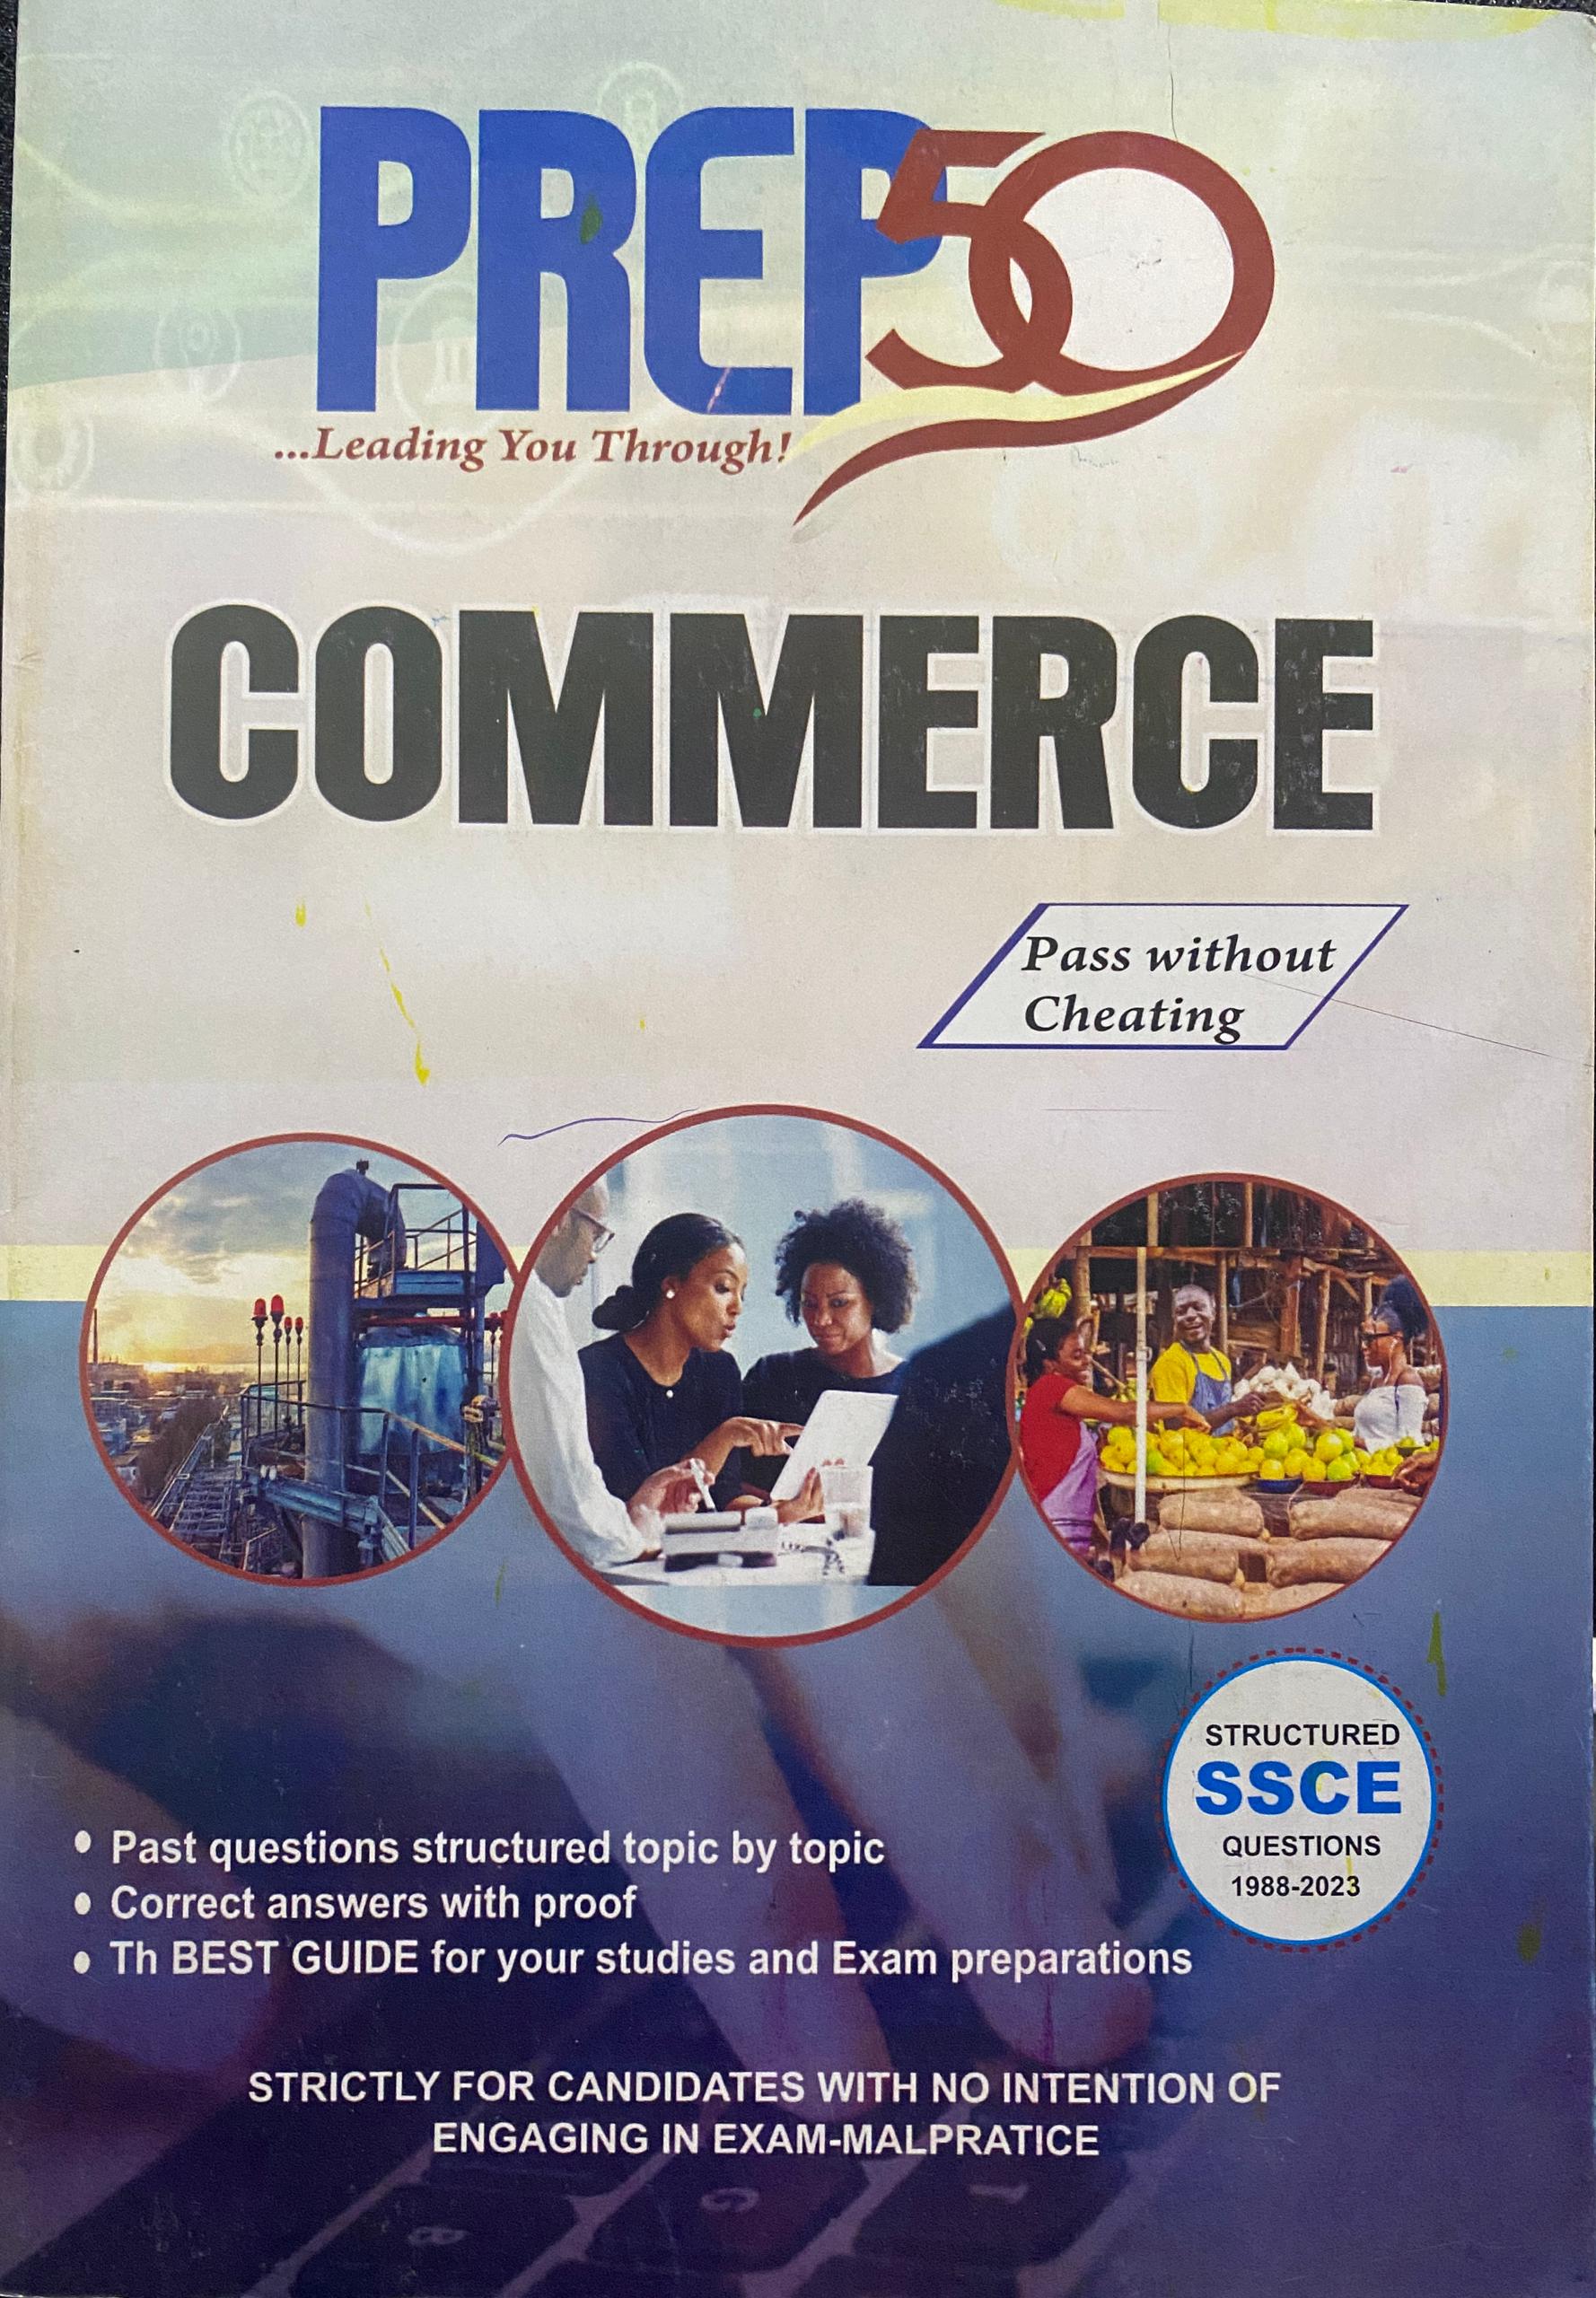 PREP50
...Leading You Through!
COMMERCE
Pass without
Cheating
STRUCTURED
SSCE
QUESTIONS
1988-2023
• Past questions structured topic by topic
• Correct answers with proof
• Th BEST GUIDE for your studies and Exam preparations
STRICTLY FOR CANDIDATES WITH NO INTENTION OF
ENGAGING IN EXAM-MALPRATICE